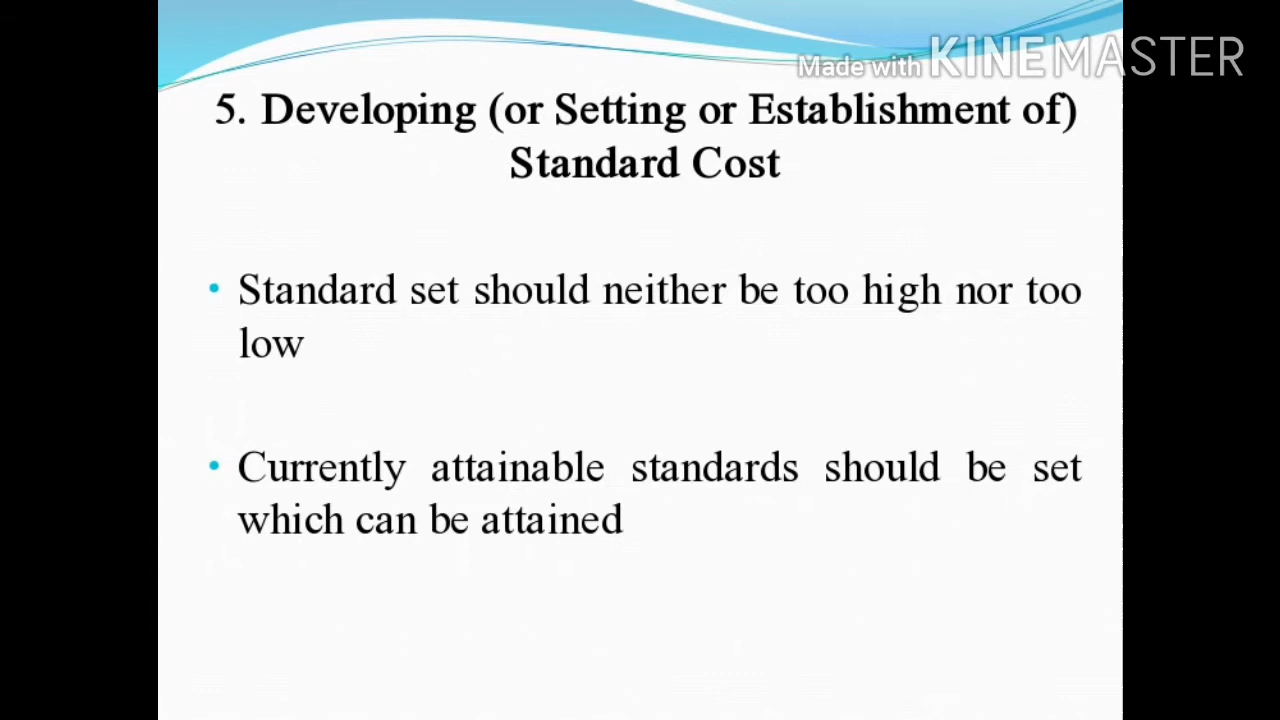 Made with KINEMASTER
5. Developing (or Setting or Establishment of)
Standard Cost
• Standard set should neither be too high nor too
low
• Currently attainable standards should be set
which can be attained